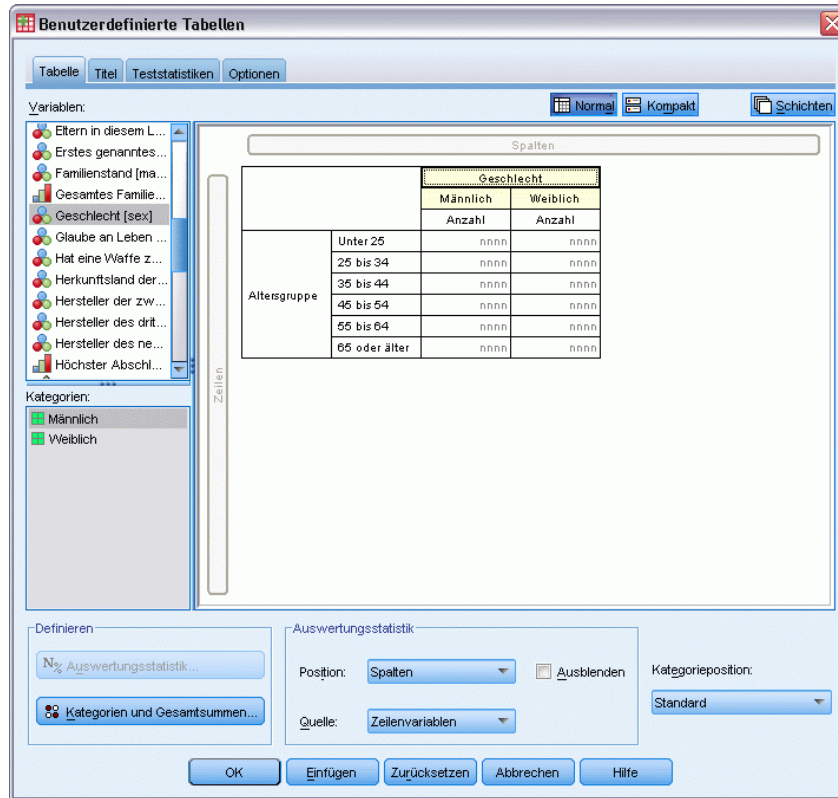 Benutzerdefinierte Tabellen
Tabelle Titel Teststatistiken Optionen
Variablen:
Normal Kompakt Schichten
Eltern in diesem L...
Erstes genanntes...
Familienstand [ma...
Gesamtes Familie...
Geschlecht [sex]
Glaube an Leben ...
Hat eine Waffe z...
Herkunftsland der...
Hersteller der zw...
Hersteller des drit...
Hersteller des ne...
Höchster Abschl...
Kategorien:
Männlich
Weiblich
Spalten
Zeilen
Geschlecht
Männlich Weiblich
Anzahl Anzahl
Altersgruppe
Unter 25 nnnn nnnn
25 bis 34 nnnn nnnn
35 bis 44 nnnn nnnn
45 bis 54 nnnn nnnn
55 bis 64 nnnn nnnn
65 oder älter nnnn nnnn
Definieren
N% Auswertungsstatistik...
Kategorien und Gesamtsummen...
Auswertungsstatistik
Position: Spalten Ausblenden
Quelle: Zeilenvariablen
Kategorieposition:
Standard
OK Einfügen Zurücksetzen Abbrechen Hilfe